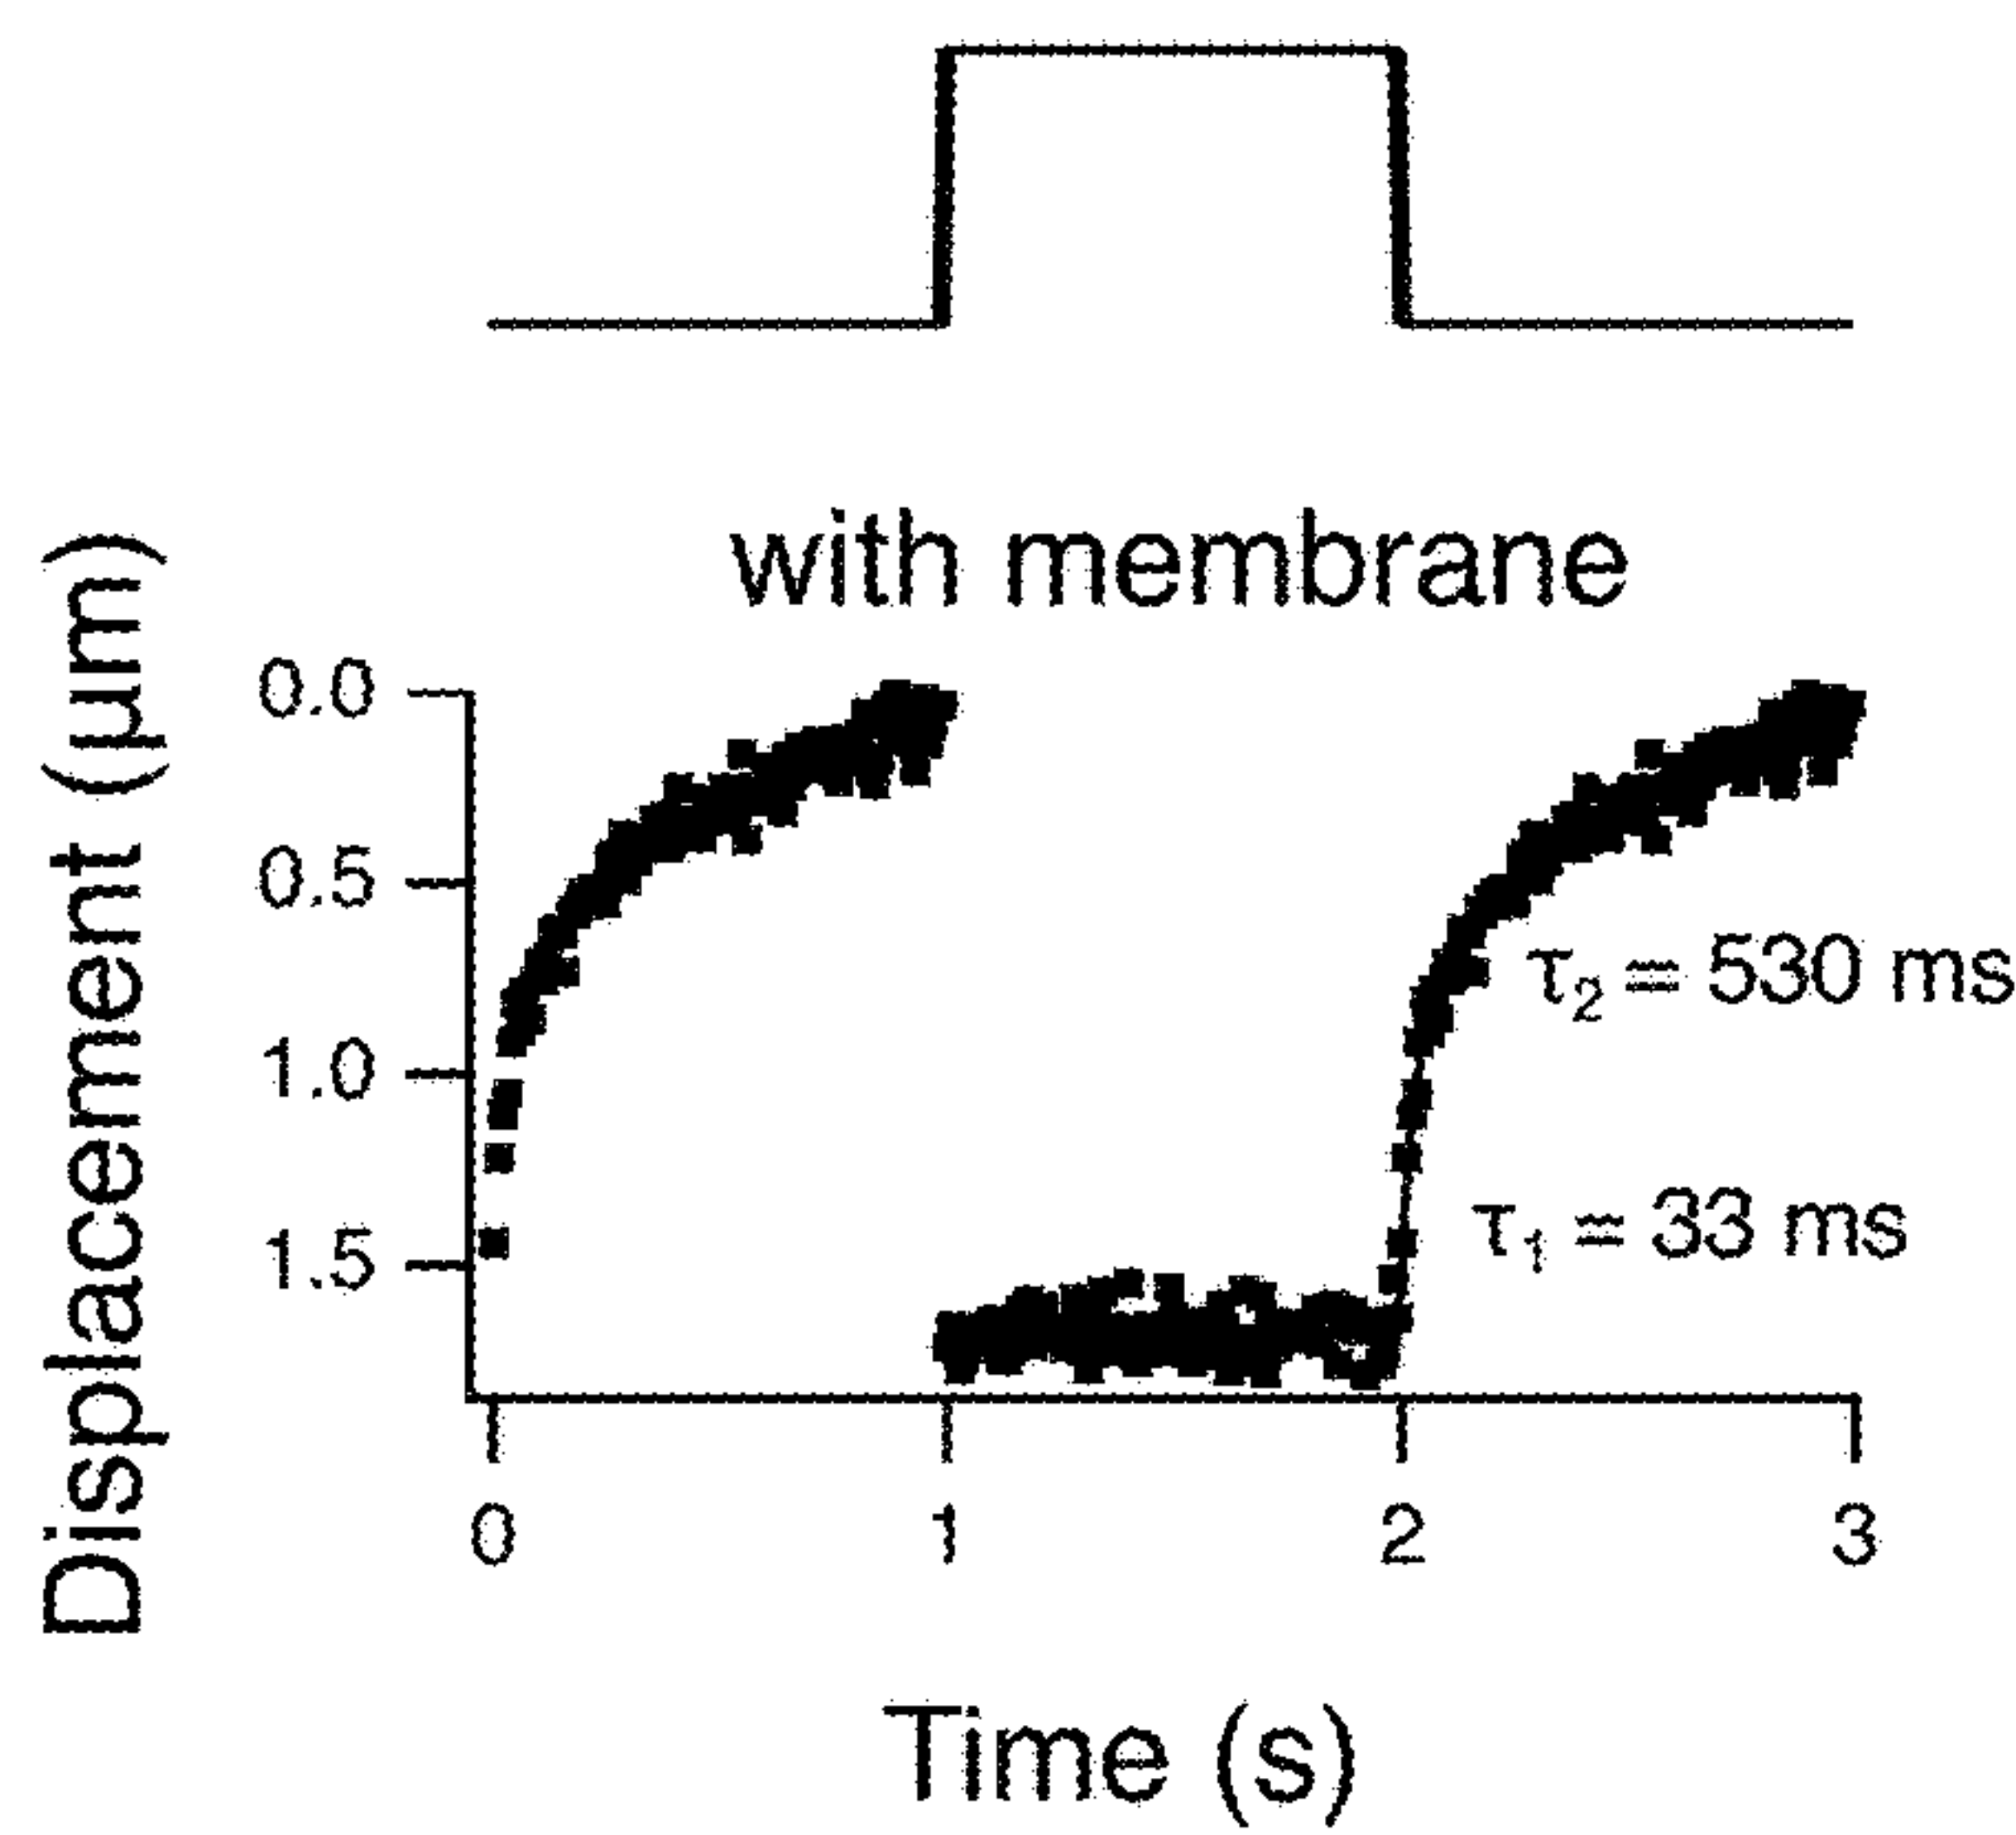 with membrane
Displacement (µm)
0.0
0.5
1.0
1.5
τ2 = 530 ms
τ1 = 33 ms
0 1 2 3
Time (s)